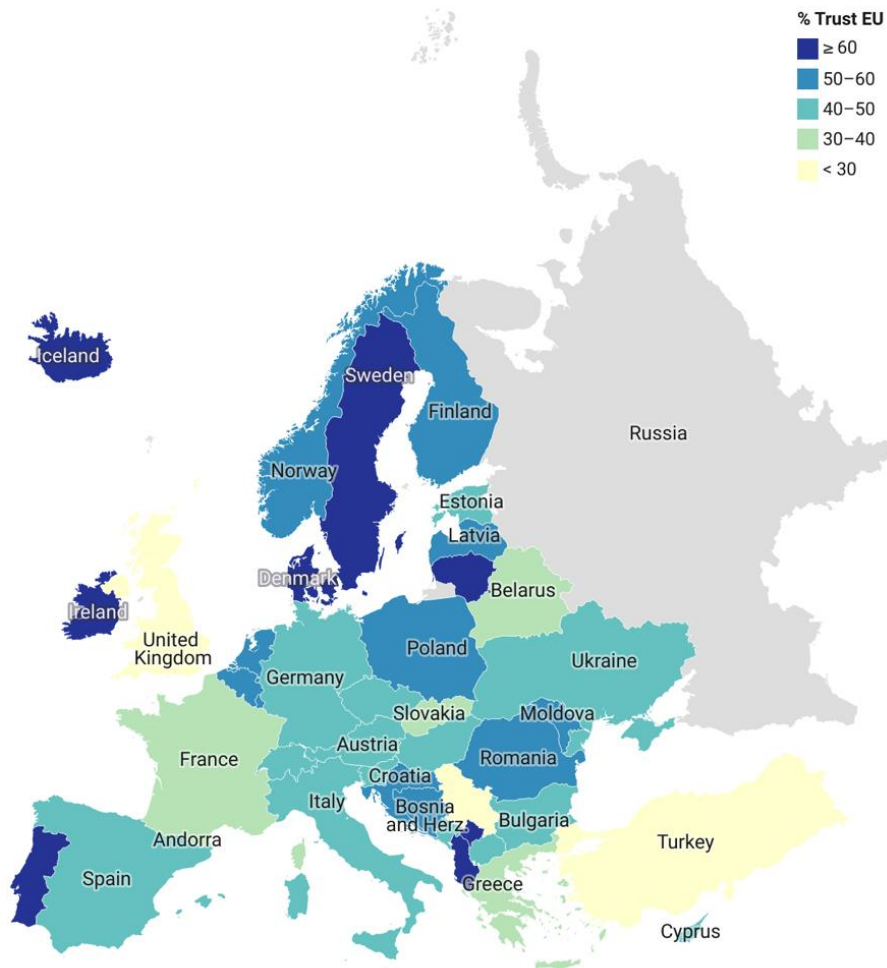 % Trust EU
≥ 60
50–60
40–50
30–40
< 30
Iceland
Sweden
Finland
Russia
Norway
Estonia
Latvia
Denmark
Belarus
Ireland
United
Kingdom
Poland
Ukraine
Germany
Slovakia
Moldova
Austria
France
Romania
Croatia
Italy
Bosnia
and Herz.
Bulgaria
Andorra
Turkey
Spain
Greece
Cyprus